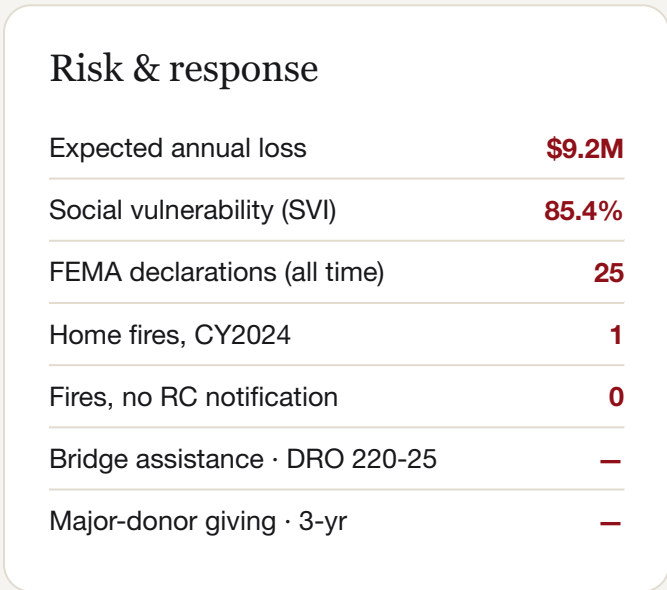 Risk & response
Expected annual loss $9.2M
Social vulnerability (SVI) 85.4%
FEMA declarations (all time) 25
Home fires, CY2024 1
Fires, no RC notification 0
Bridge assistance · DRO 220-25 —
Major-donor giving · 3-yr —